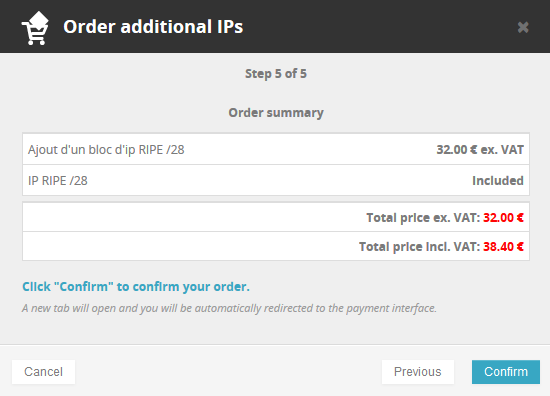 Order additional IPs
Step 5 of 5
Order summary
Ajout d'un bloc d'ip RIPE /28 32.00 € ex. VAT
IP RIPE /28 Included
Total price ex. VAT: 32.00 €
Total price incl. VAT: 38.40 €
Click "Confirm" to confirm your order.
A new tab will open and you will be automatically redirected to the payment interface.
Cancel Previous Confirm